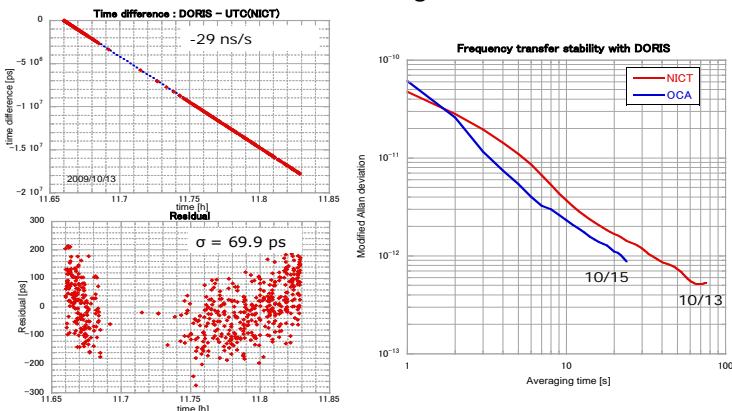 Time difference : DORIS - UTC(NICT)
-29 ns/s
0
-5 10⁶
-1 10⁷
-1.5 10⁷
-2 10⁷
time difference [ps]
2009/10/13
11.65
11.7
11.75
11.8
11.85
time [h]
Residual
σ = 69.9 ps
300
200
100
0
-100
-200
-300
Residual [ps]
11.65
11.7
11.75
11.8
11.85
time [h]
Frequency transfer stability with DORIS
NICT
OCA
10⁻¹⁰
10⁻¹¹
10⁻¹²
10⁻¹³
Modified Allan deviation
10/15
10/13
1
10
100
Averaging time [s]